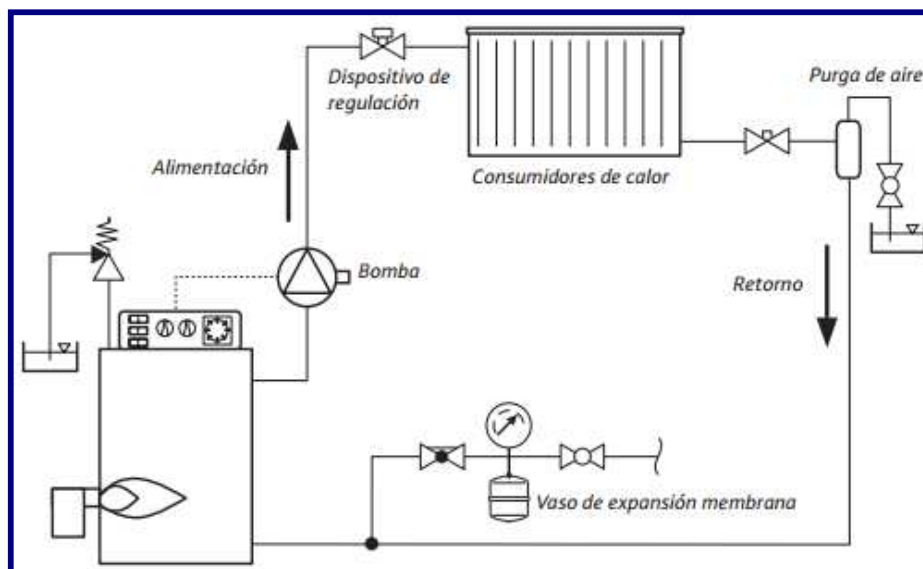 Dispositivo de
regulación
Purga de aire
Alimentación
Consumidores de calor
Bomba
Retorno
Vaso de expansión membrana